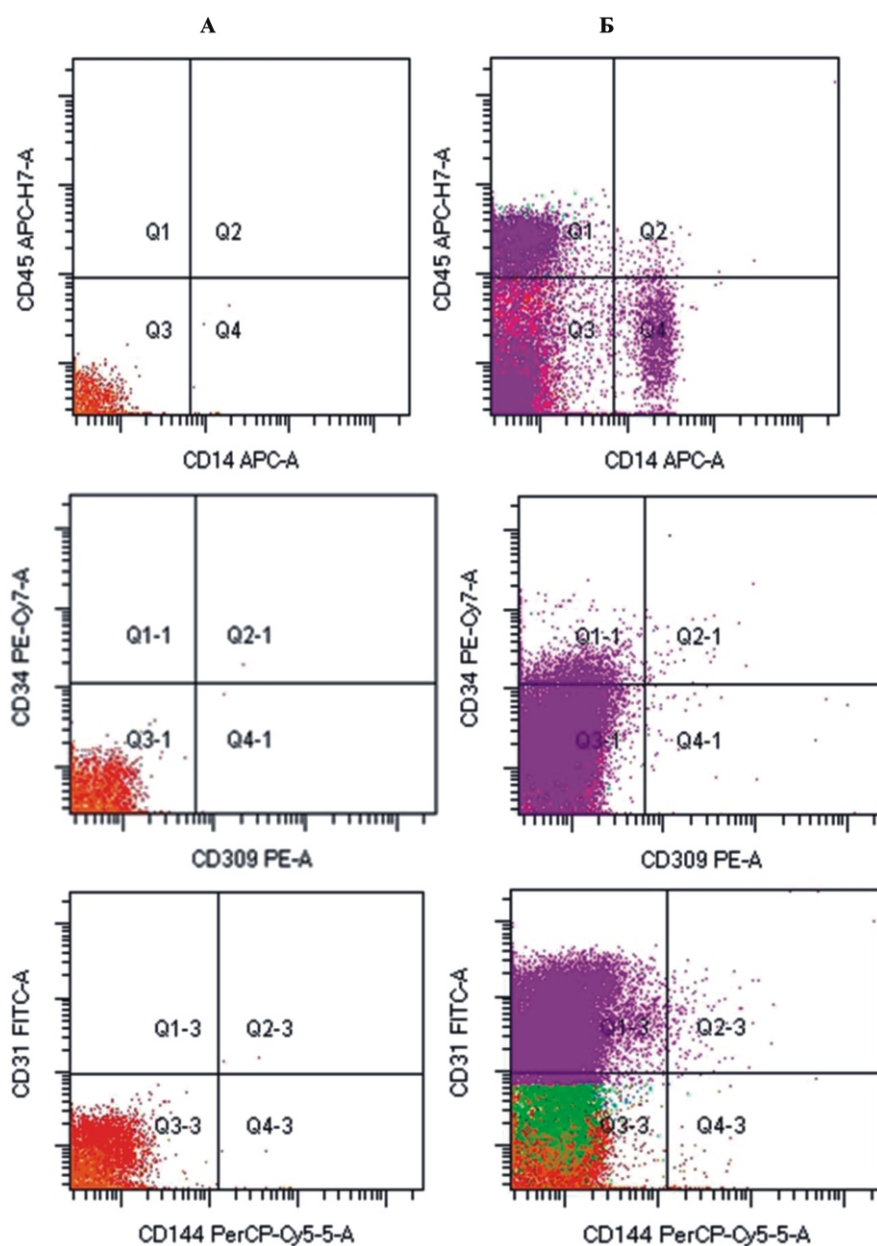 А Б
CD45 APC-H7-A
Q1 Q2
Q3 Q4
CD14 APC-A
CD45 APC-H7-A
Q1 Q2
Q3 Q4
CD14 APC-A
CD34 PE-Cy7-A
Q1-1 Q2-1
Q3-1 Q4-1
CD309 PE-A
CD34 PE-Cy7-A
Q1-1 Q2-1
Q3-1 Q4-1
CD309 PE-A
CD31 FITC-A
Q1-3 Q2-3
Q3-3 Q4-3
CD144 PerCP-Cy5-5-A
CD31 FITC-A
Q1-3 Q2-3
Q3-3 Q4-3
CD144 PerCP-Cy5-5-A